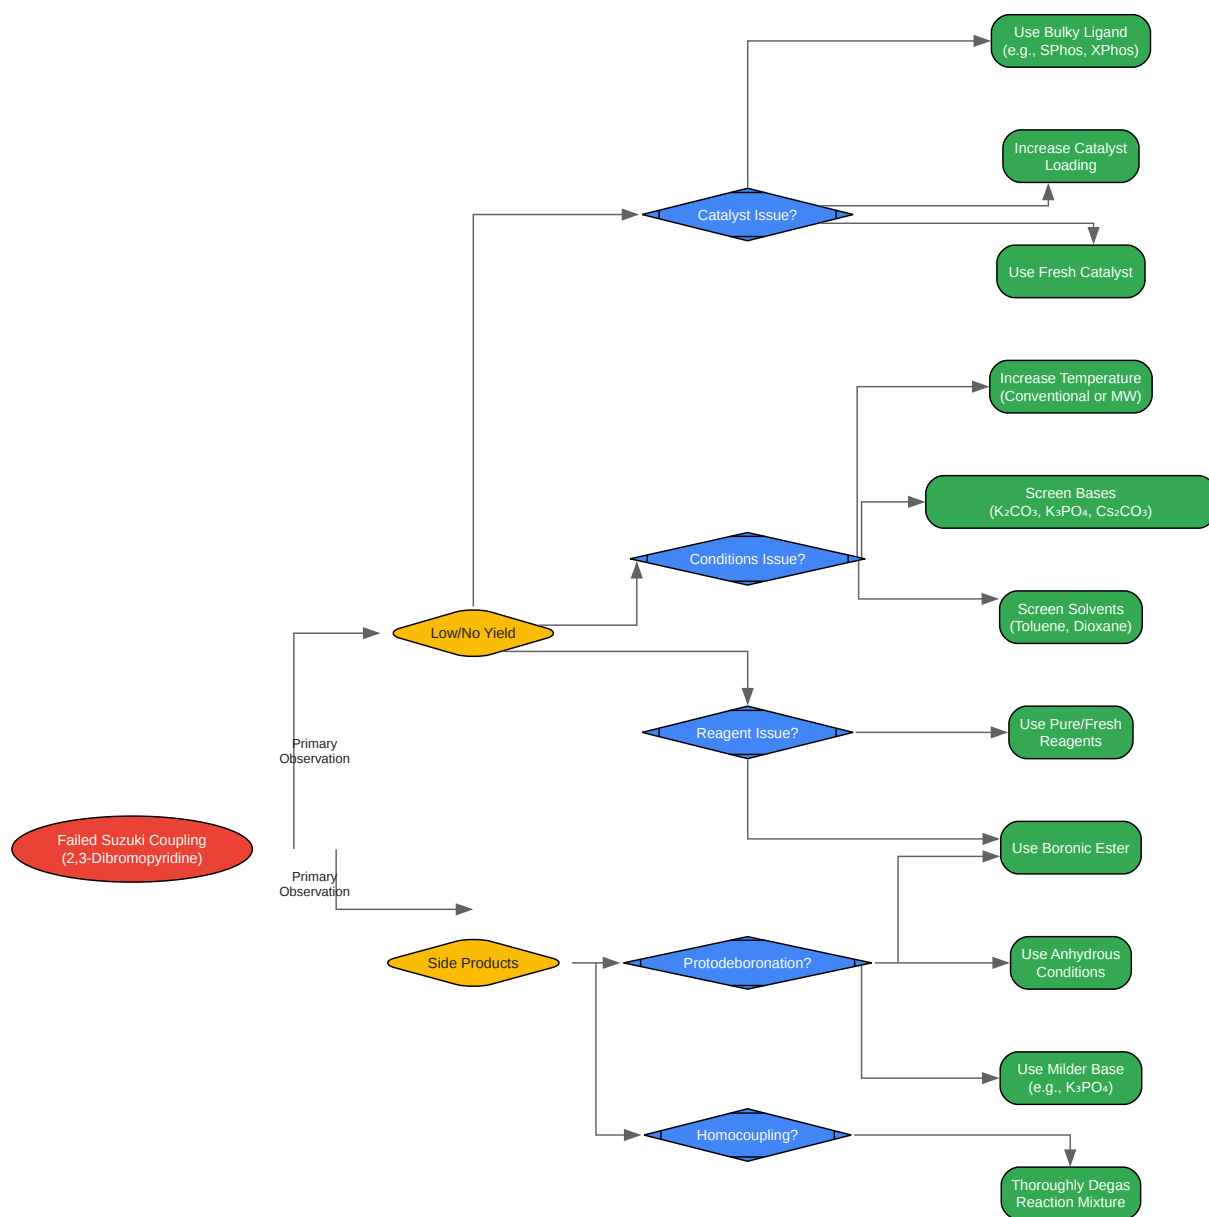 Use Bulky Ligand
(e.g., SPhos, XPhos)
Increase Catalyst
Loading
Catalyst Issue?
Use Fresh Catalyst
Increase Temperature
(Conventional or MW)
Screen Bases
(K₂CO₃, K₃PO₄, Cs₂CO₃)
Conditions Issue?
Screen Solvents
(Toluene, Dioxane)
Low/No Yield
Use Pure/Fresh
Reagents
Reagent Issue?
Primary
Observation
Failed Suzuki Coupling
(2,3-Dibromopyridine)
Use Boronic Ester
Primary
Observation
Side Products
Protodeboronation?
Use Anhydrous
Conditions
Use Milder Base
(e.g., K₃PO₄)
Homocoupling?
Thoroughly Degas
Reaction Mixture